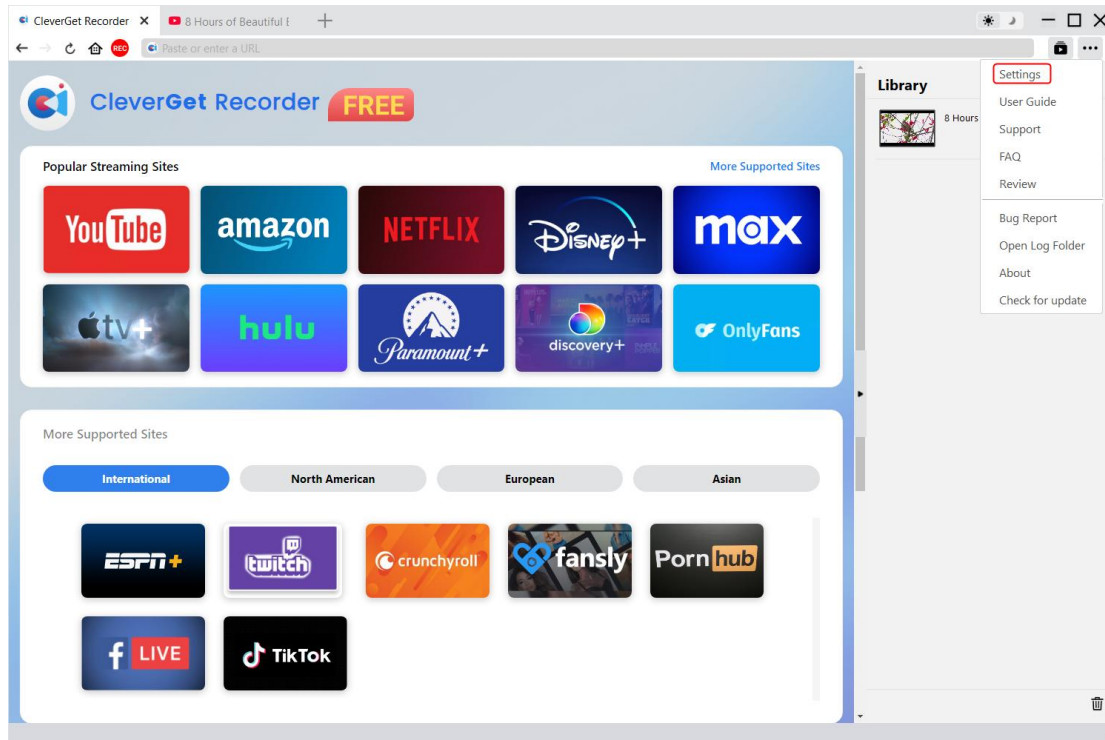 CleverGet Recorder
8 Hours of Beautiful
REC
Paste or enter a URL
CleverGet Recorder FREE
Popular Streaming Sites
More Supported Sites
YouTube
amazon
NETFLIX
Disney+
max
tv+
hulu
Paramount+
discovery+
OnlyFans
More Supported Sites
International
North American
European
Asian
ESPN+
twitch
crunchyroll
fansly
Pornhub
f LIVE
TikTok
Library
8 Hours
Settings
User Guide
Support
FAQ
Review
Bug Report
Open Log Folder
About
Check for update